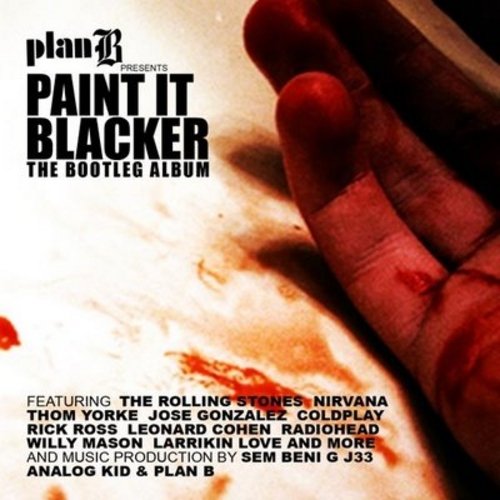 plan B
PRESENTS
PAINT IT
BLACKER
THE BOOTLEG ALBUM
FEATURING THE ROLLING STONES NIRVANA
THOM YORKE JOSE GONZALEZ COLDPLAY
RICK ROSS LEONARD COHEN RADIOHEAD
WILLY MASON LARRIKIN LOVE AND MORE
AND MUSIC PRODUCTION BY SEM BENI G J33
ANALOG KID & PLAN B